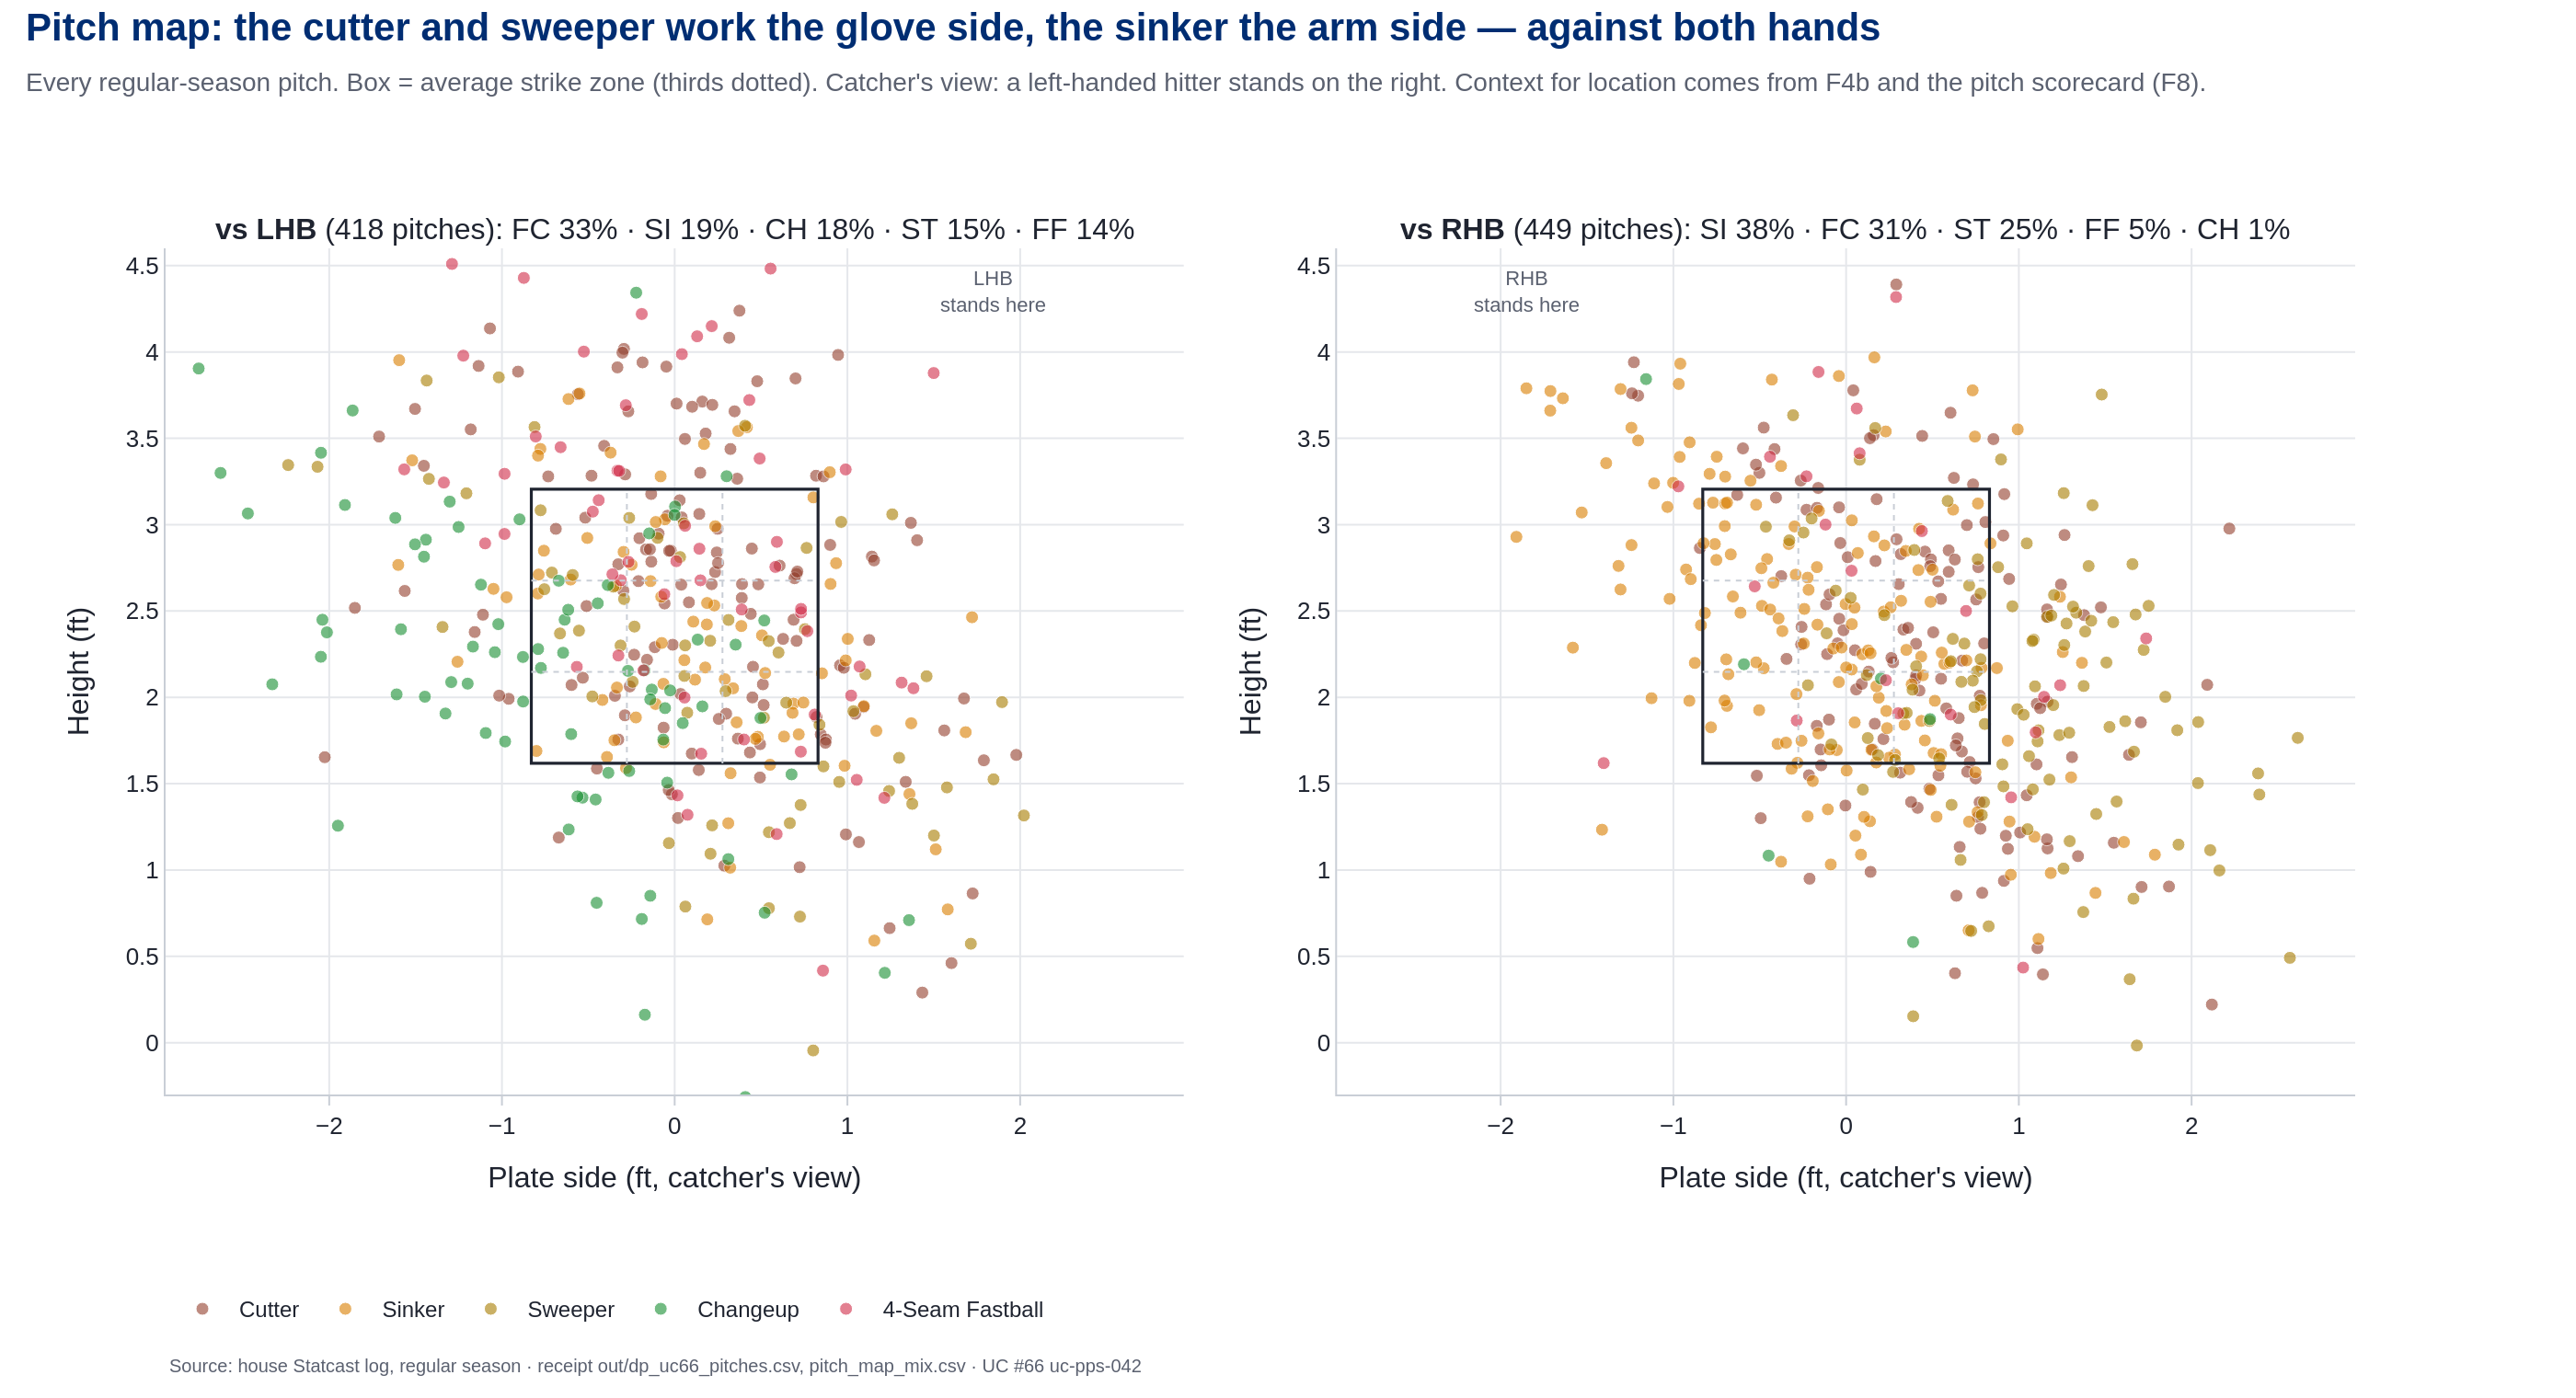 Pitch map: the cutter and sweeper work the glove side, the sinker the arm side — against both hands
Every regular-season pitch. Box = average strike zone (thirds dotted). Catcher's view: a left-handed hitter stands on the right. Context for location comes from F4b and the pitch scorecard (F8).
vs LHB (418 pitches): FC 33% · SI 19% · CH 18% · ST 15% · FF 14%
LHB
stands here
4.5
4
3.5
3
2.5
2
1.5
1
0.5
0
Height (ft)
−2
−1
0
1
2
Plate side (ft, catcher's view)
vs RHB (449 pitches): SI 38% · FC 31% · ST 25% · FF 5% · CH 1%
RHB
stands here
4.5
4
3.5
3
2.5
2
1.5
1
0.5
0
Height (ft)
−2
−1
0
1
2
Plate side (ft, catcher's view)
Cutter
Sinker
Sweeper
Changeup
4-Seam Fastball
Source: house Statcast log, regular season · receipt out/dp_uc66_pitches.csv, pitch_map_mix.csv · UC #66 uc-pps-042